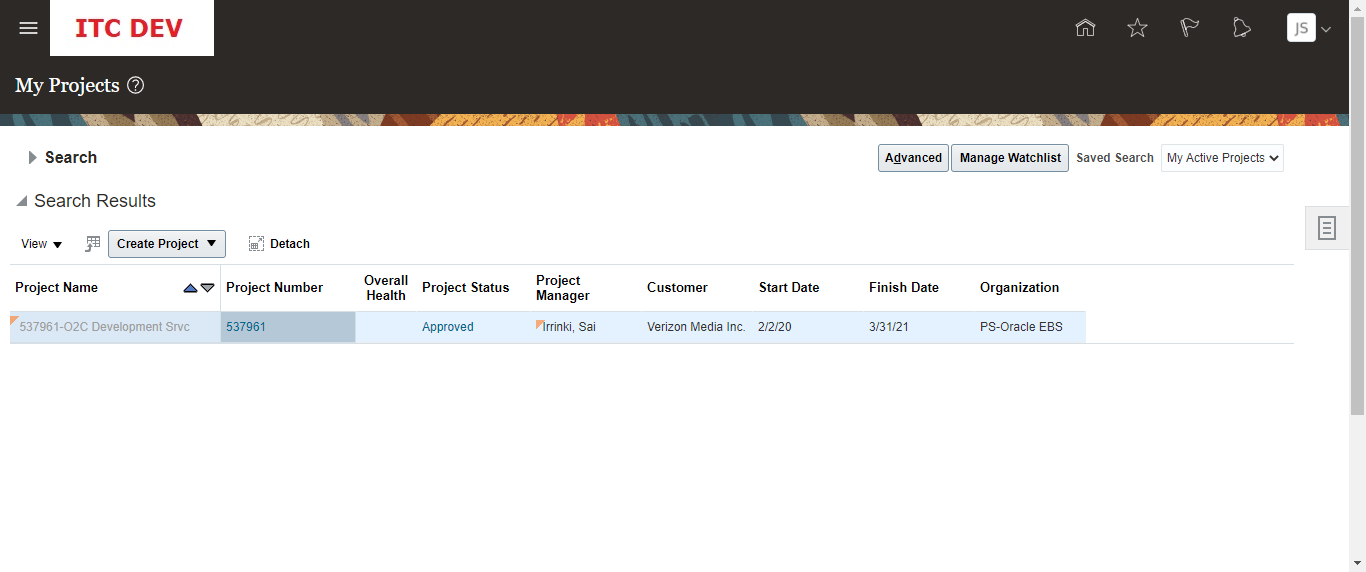 ITC DEV
JS
My Projects ?
Search
Advanced Manage Watchlist Saved Search My Active Projects
Search Results
View Create Project Detach
Project Name Project Number Overall Health Project Status Project Manager Customer Start Date Finish Date Organization
537961-O2C Development Srvc 537961 Approved Irrinki, Sai Verizon Media Inc. 2/2/20 3/31/21 PS-Oracle EBS